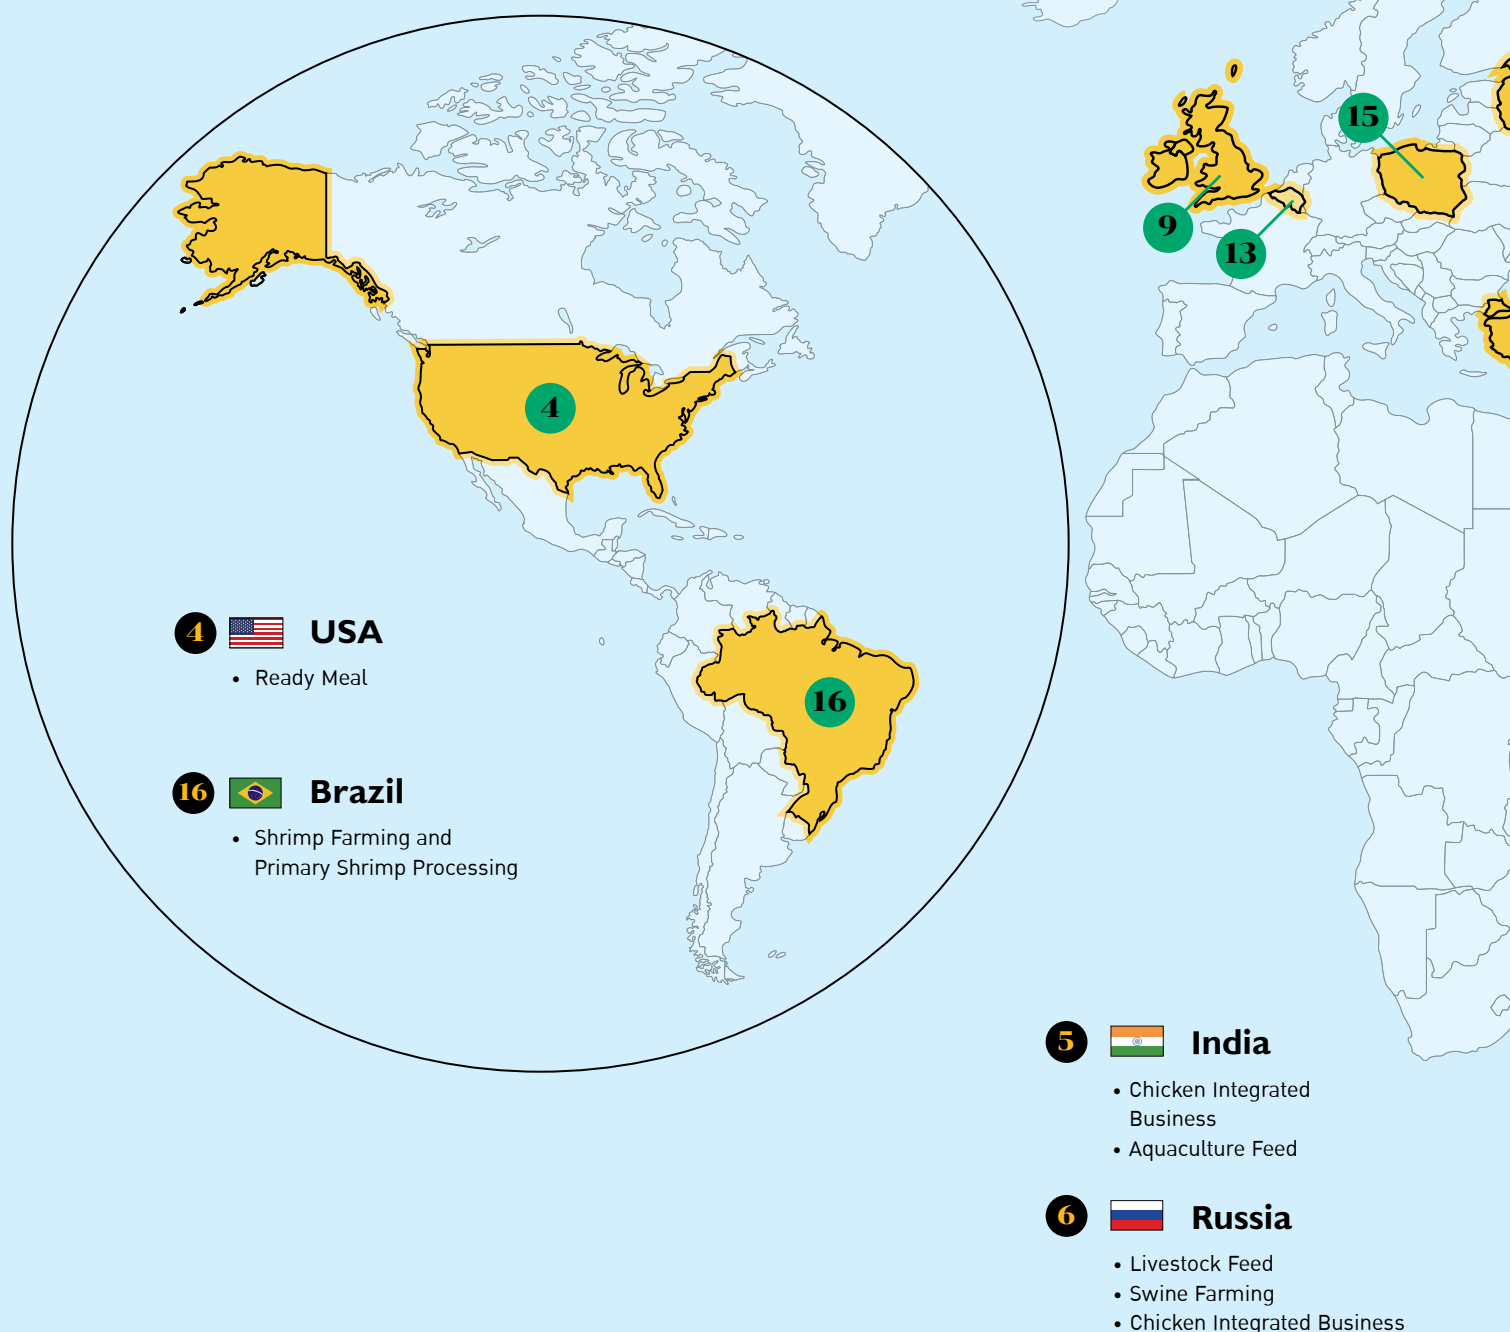 15
9
13
4
16
4 USA
• Ready Meal
16 Brazil
• Shrimp Farming and
Primary Shrimp Processing
5 India
• Chicken Integrated
Business
• Aquaculture Feed
6 Russia
• Livestock Feed
• Swine Farming
• Chicken Integrated Business